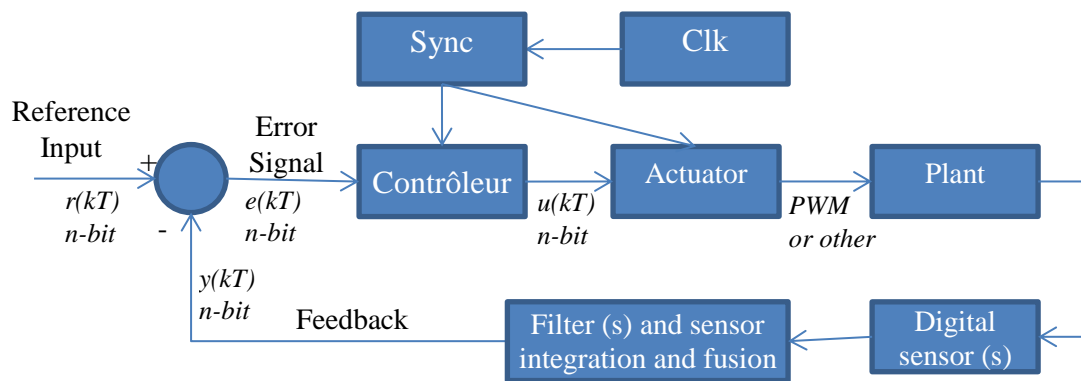 Sync
Clk
Reference
Input
Error
Signal
+
Contrôleur
Actuator
Plant
r(kT)
n-bit
-
e(kT)
n-bit
u(kT)
n-bit
PWM
or other
y(kT)
n-bit
Feedback
Filter (s) and sensor
integration and fusion
Digital
sensor (s)